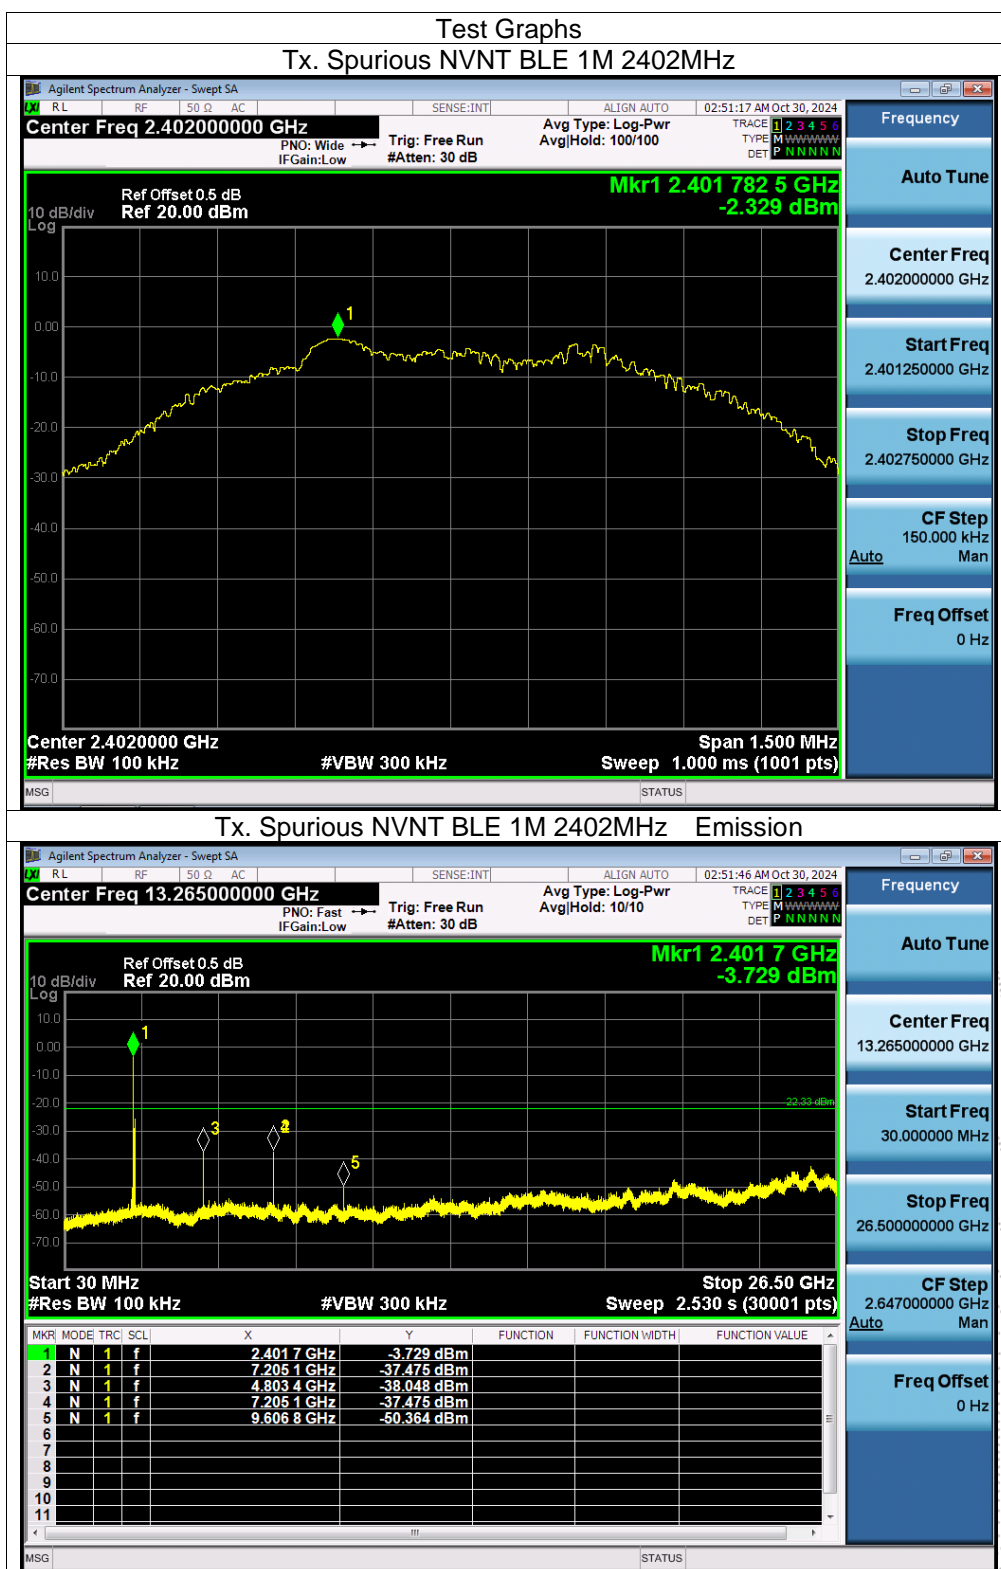 Test Graphs
Tx. Spurious NVNT BLE 1M 2402MHz
Agilent Spectrum Analyzer - Swept SA
LXI RL RF 50 Ω AC SENSE:INT ALIGN AUTO 02:51:17 AM Oct 30, 2024
Center Freq 2.402000000 GHz
PNO: Wide
IFGain:Low
Trig: Free Run
#Atten: 30 dB
Avg Type: Log-Pwr
Avg|Hold: 100/100
TRACE 1 2 3 4 5 6
TYPE M W W W W W
DET P N N N N N
Ref Offset 0.5 dB
10 dB/div Ref 20.00 dBm
Log
Mkr1 2.401 782 5 GHz
-2.329 dBm
10.0
0.00
-10.0
-20.0
-30.0
-40.0
-50.0
-60.0
-70.0
1
Center 2.4020000 GHz Span 1.500 MHz
#Res BW 100 kHz #VBW 300 kHz Sweep 1.000 ms (1001 pts)
MSG STATUS
Frequency
Auto Tune
Center Freq
2.402000000 GHz
Start Freq
2.401250000 GHz
Stop Freq
2.402750000 GHz
CF Step
150.000 kHz
Auto Man
Freq Offset
0 Hz
Tx. Spurious NVNT BLE 1M 2402MHz Emission
Agilent Spectrum Analyzer - Swept SA
LXI RL RF 50 Ω AC SENSE:INT ALIGN AUTO 02:51:46 AM Oct 30, 2024
Center Freq 13.265000000 GHz
PNO: Fast
IFGain:Low
Trig: Free Run
#Atten: 30 dB
Avg Type: Log-Pwr
Avg|Hold: 10/10
TRACE 1 2 3 4 5 6
TYPE M W W W W W
DET P N N N N N
Ref Offset 0.5 dB
10 dB/div Ref 20.00 dBm
Log
Mkr1 2.401 7 GHz
-3.729 dBm
10.0
0.00
-10.0
-20.0
-30.0
-40.0
-50.0
-60.0
-70.0
1
-22.33 dBm
3
5
Start 30 MHz Stop 26.50 GHz
#Res BW 100 kHz #VBW 300 kHz Sweep 2.530 s (30001 pts)
MKR MODE TRC SCL X Y FUNCTION FUNCTION WIDTH FUNCTION VALUE
1 N 1 f 2.401 7 GHz -3.729 dBm
2 N 1 f 7.205 1 GHz -37.475 dBm
3 N 1 f 4.803 4 GHz -38.048 dBm
4 N 1 f 7.205 1 GHz -37.475 dBm
5 N 1 f 9.606 8 GHz -50.364 dBm
6
7
8
9
10
11
MSG STATUS
Frequency
Auto Tune
Center Freq
13.265000000 GHz
Start Freq
30.000000 MHz
Stop Freq
26.500000000 GHz
CF Step
2.647000000 GHz
Auto Man
Freq Offset
0 Hz